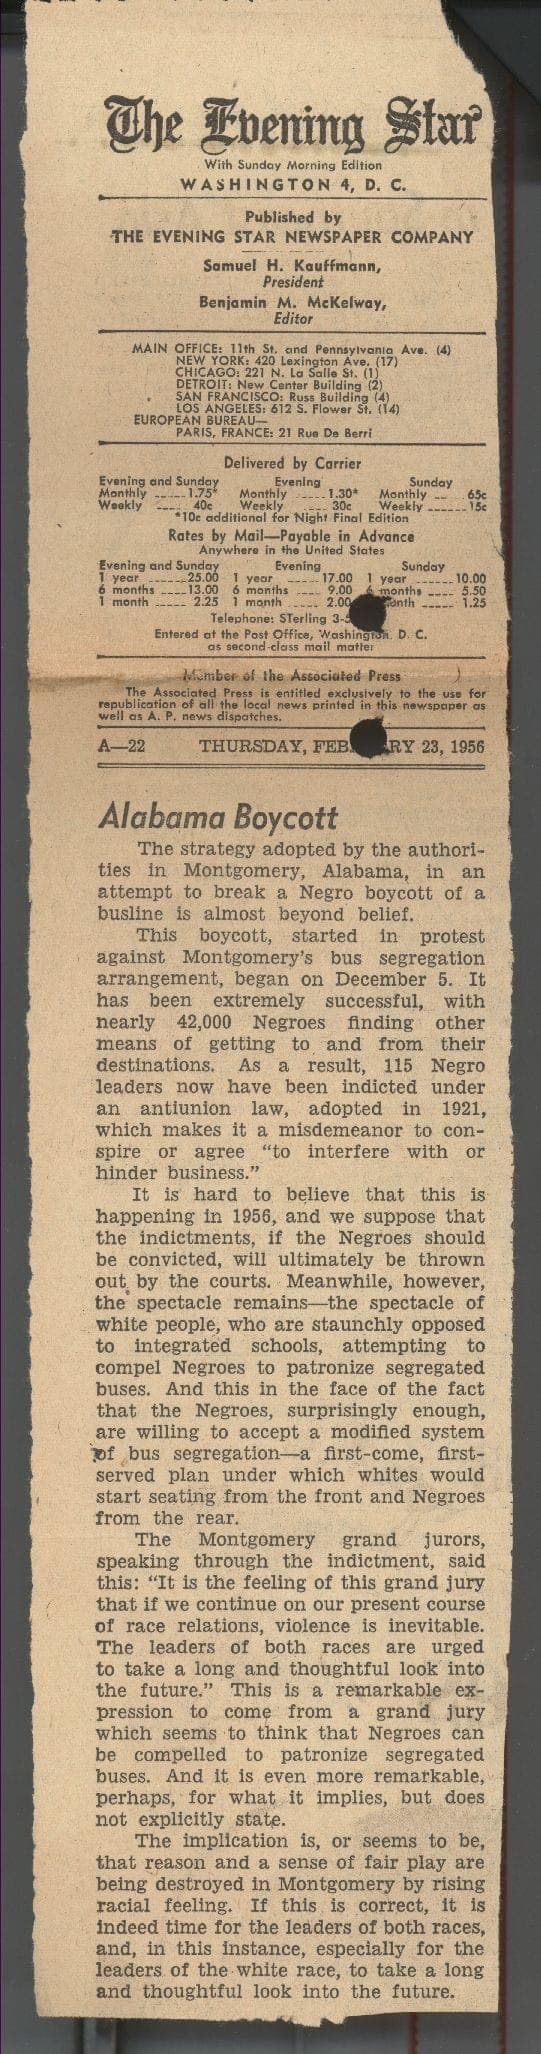 The Evening Star
With Sunday Morning Edition
WASHINGTON 4, D. C.
Published by
THE EVENING STAR NEWSPAPER COMPANY
Samuel H. Kauffmann,
President
Benjamin M. McKelway,
Editor
MAIN OFFICE: 11th St. and Pennsylvania Ave. (4)
NEW YORK: 420 Lexington Ave. (17)
CHICAGO: 221 N. La Salle St. (1)
DETROIT: New Center Building (2)
SAN FRANCISCO: Russ Building (4)
LOS ANGELES: 612 S. Flower St. (14)
EUROPEAN BUREAU—
PARIS, FRANCE: 21 Rue De Berri
Delivered by Carrier
Evening and Sunday Evening Sunday
Monthly -----1.75* Monthly -----1.30* Monthly -- 65c
Weekly ---- 40c Weekly ---- 30c Weekly ------15c
*10c additional for Night Final Edition
Rates by Mail—Payable in Advance
Anywhere in the United States
Evening and Sunday Evening Sunday
1 year ------25.00 1 year -----17.00 1 year ------10.00
6 months ---13.00 6 months ---- 9.00 6 months ---- 5.50
1 month ----- 2.25 1 month ---- 2.00 onth ----- 1.25
Telephone: STerling 3-
Entered at the Post Office, Washington. D. C.
as second-class mail matter
Member of the Associated Press
The Associated Press is entitled exclusively to the use for
republication of all the local news printed in this newspaper as
well as A. P. news dispatches.
A—22 THURSDAY, FEB RY 23, 1956
Alabama Boycott
The strategy adopted by the authori-
ties in Montgomery, Alabama, in an
attempt to break a Negro boycott of a
busline is almost beyond belief.
This boycott, started in protest
against Montgomery's bus segregation
arrangement, began on December 5. It
has been extremely successful, with
nearly 42,000 Negroes finding other
means of getting to and from their
destinations. As a result, 115 Negro
leaders now have been indicted under
an antiunion law, adopted in 1921,
which makes it a misdemeanor to con-
spire or agree "to interfere with or
hinder business."
It is hard to believe that this is
happening in 1956, and we suppose that
the indictments, if the Negroes should
be convicted, will ultimately be thrown
out by the courts. Meanwhile, however,
the spectacle remains—the spectacle of
white people, who are staunchly opposed
to integrated schools, attempting to
compel Negroes to patronize segregated
buses. And this in the face of the fact
that the Negroes, surprisingly enough,
are willing to accept a modified system
of bus segregation—a first-come, first-
served plan under which whites would
start seating from the front and Negroes
from the rear.
The Montgomery grand jurors,
speaking through the indictment, said
this: "It is the feeling of this grand jury
that if we continue on our present course
of race relations, violence is inevitable.
The leaders of both races are urged
to take a long and thoughtful look into
the future." This is a remarkable ex-
pression to come from a grand jury
which seems to think that Negroes can
be compelled to patronize segregated
buses. And it is even more remarkable,
perhaps, for what it implies, but does
not explicitly state.
The implication is, or seems to be,
that reason and a sense of fair play are
being destroyed in Montgomery by rising
racial feeling. If this is correct, it is
indeed time for the leaders of both races,
and, in this instance, especially for the
leaders of the white race, to take a long
and thoughtful look into the future.